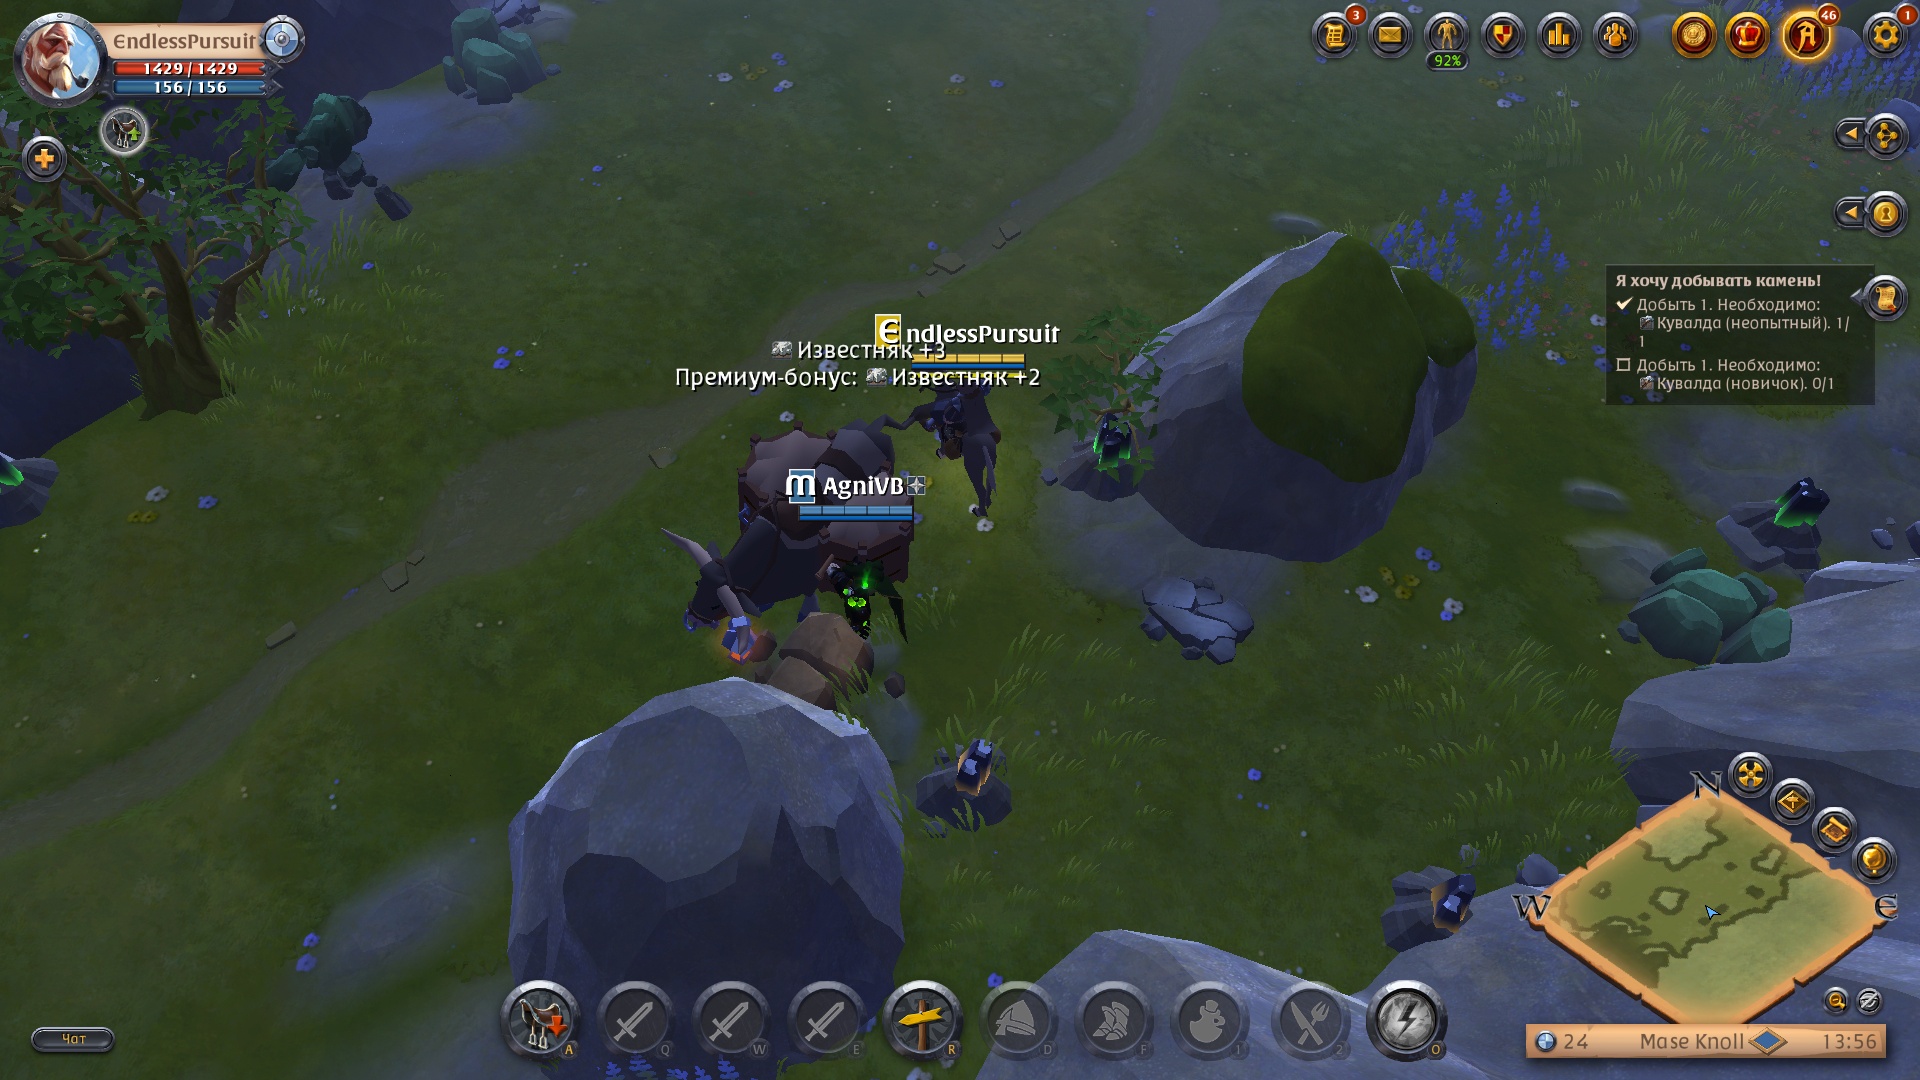 EndlessPursuit
1429 / 1429
156 / 156
3
92%
46
1
Я хочу добывать камень!
Добыть 1. Необходимо:
Кувалда (неопытный). 1/
1
Добыть 1. Необходимо:
Кувалда (новичок). 0/1
EndlessPursuit
Известняк +3
Премиум-бонус: Известняк +2
m AgniVB
N
W
E
Чат
A
Q
W
E
R
D
F
1
2
O
24 Mase Knoll 13:56